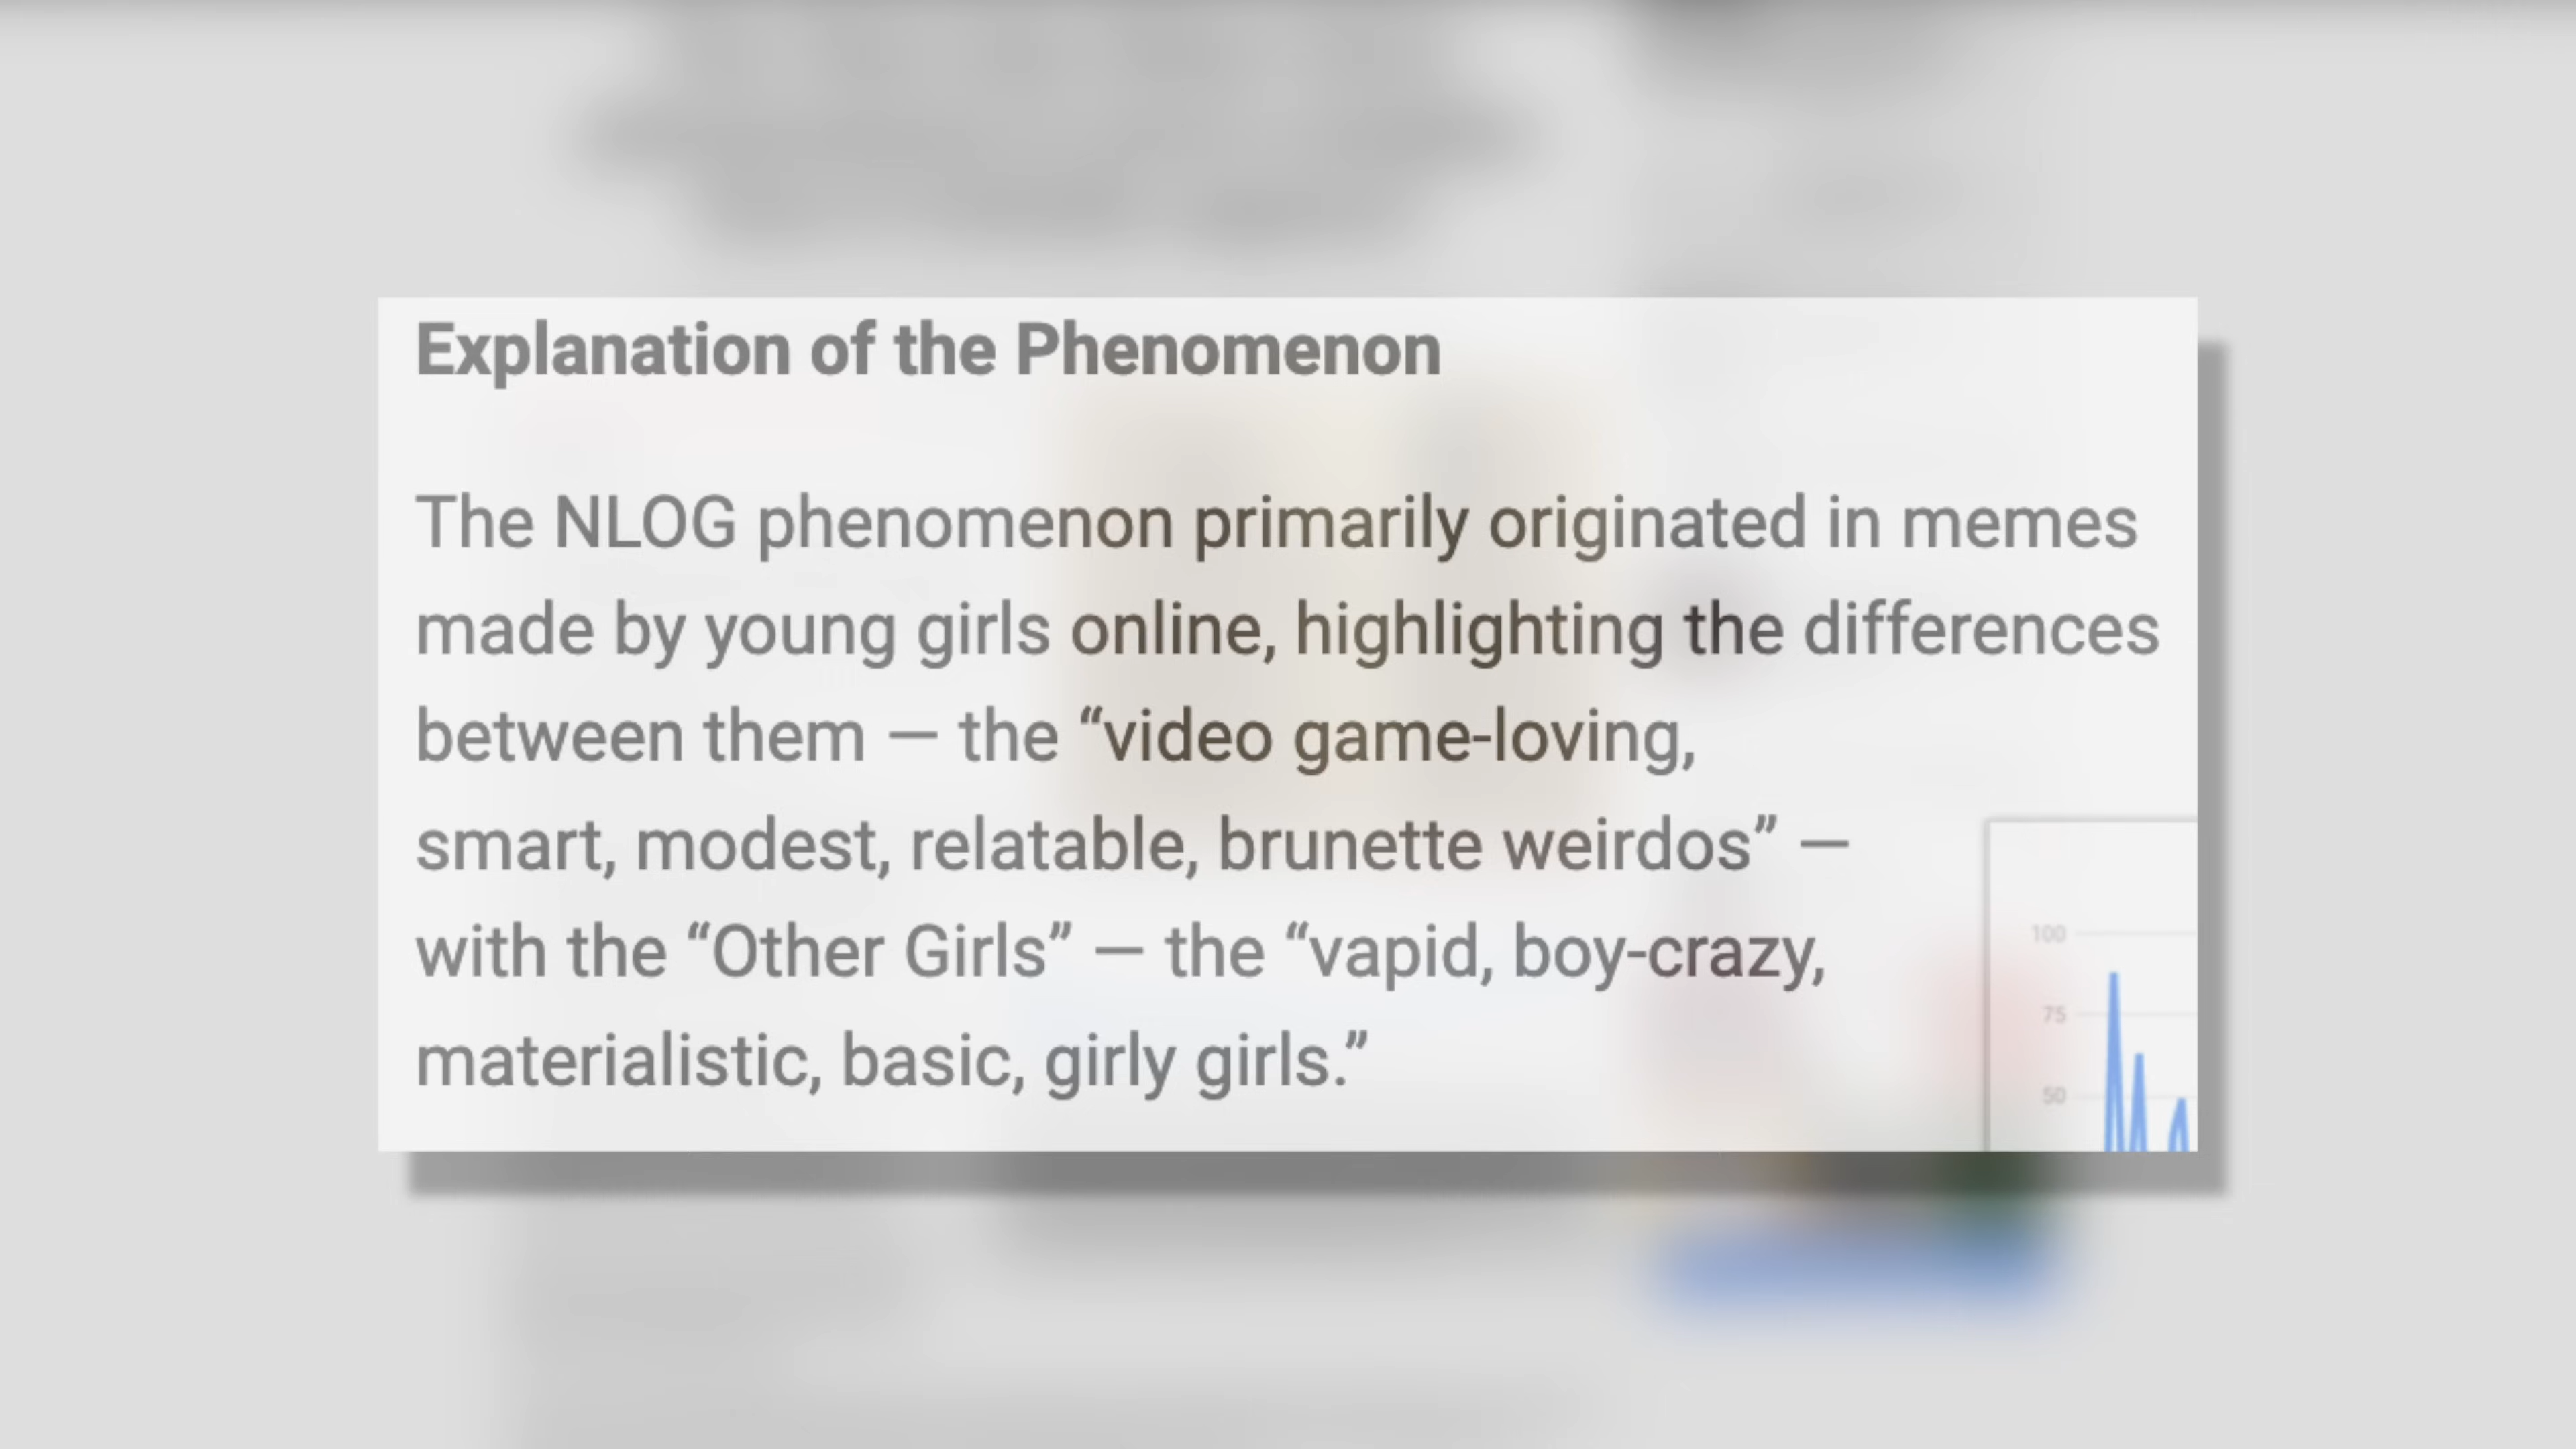 Explanation of the Phenomenon
The NLOG phenomenon primarily originated in memes
made by young girls online, highlighting the differences
between them — the “video game-loving,
smart, modest, relatable, brunette weirdos” —
with the “Other Girls” — the “vapid, boy-crazy,
materialistic, basic, girly girls.”
100
75
50